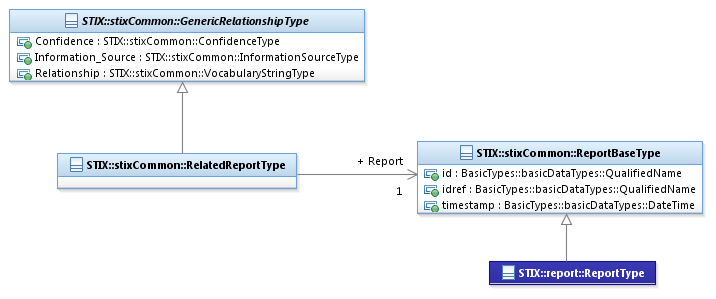 STIX::stixCommon::GenericRelationshipType
Confidence : STIX::stixCommon::ConfidenceType
Information_Source : STIX::stixCommon::InformationSourceType
Relationship : STIX::stixCommon::VocabularyStringType
STIX::stixCommon::RelatedReportType
+ Report
1
STIX::stixCommon::ReportBaseType
id : BasicTypes::basicDataTypes::QualifiedName
idref : BasicTypes::basicDataTypes::QualifiedName
timestamp : BasicTypes::basicDataTypes::DateTime
STIX::report::ReportType